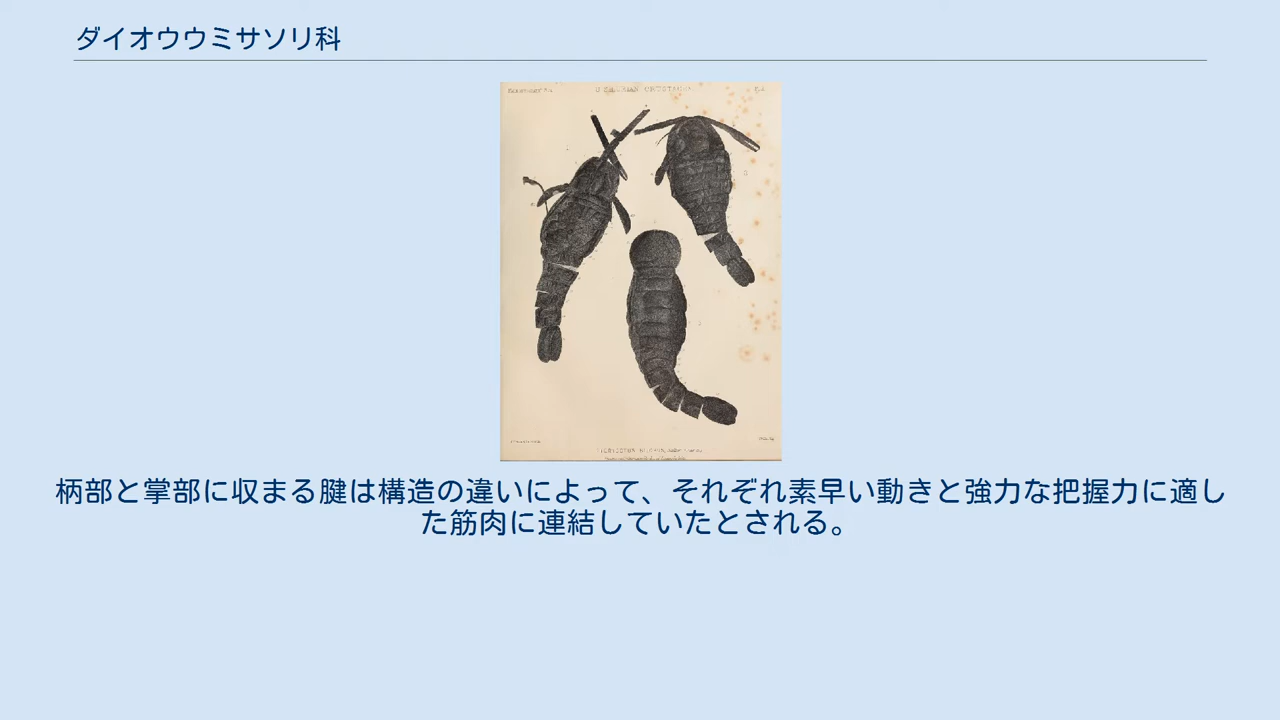 ダイオウウミサソリ科
柄部と掌部に収まる腱は構造の違いによって、それぞれ素早い動きと強力な把握力に適し
た筋肉に連結していたとされる。